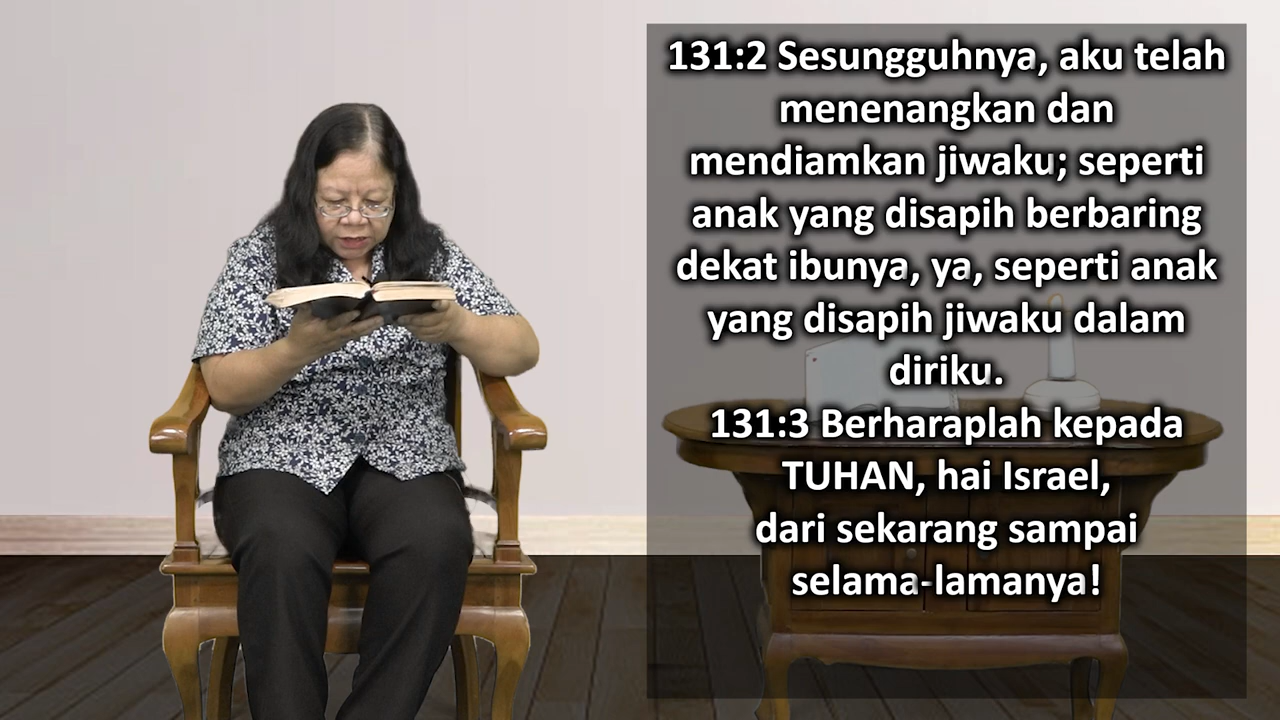 131:2 Sesungguhnya, aku telah
menenangkan dan
mendiamkan jiwaku; seperti
anak yang disapih berbaring
dekat ibunya, ya, seperti anak
yang disapih jiwaku dalam
diriku.
131:3 Berharaplah kepada
TUHAN, hai Israel,
dari sekarang sampai
selama-lamanya!